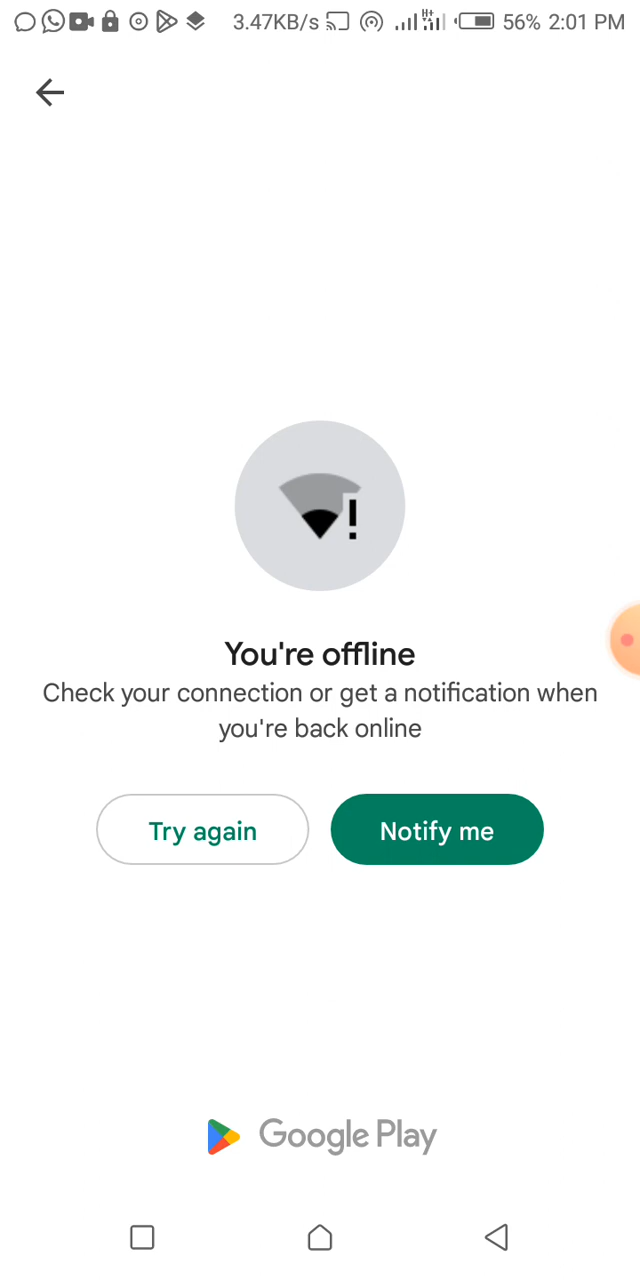 3.47KB/s H+ 56% 2:01 PM
You're offline
Check your connection or get a notification when
you're back online
Try again Notify me
Google Play